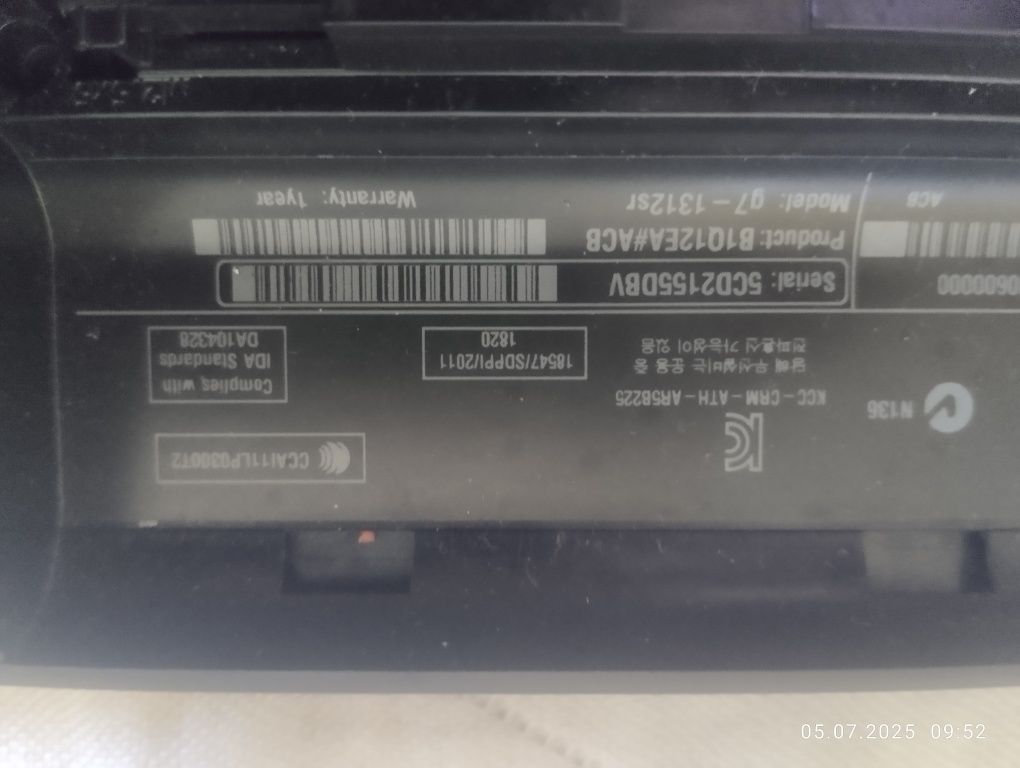 Complies with
IDA Standards
DA104328
18547/SDPPI/2011
1820
KCC-CRM-ATH-AR5B225
당해 무선설비는 운용 중
전파혼신 가능성이 있음
N136
Serial: 5CD2155DBV
Product: B1Q12EA#ACB
Model: g7-1312sr
Warranty: 1year
0600000
ACB
05.07.2025 09:52